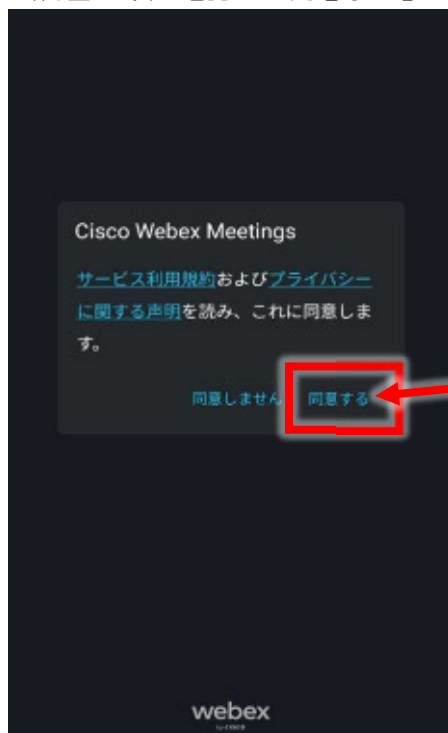 Cisco Webex Meetings
サービス利用規約およびプライバシー
に関する声明を読み、これに同意しま
す。
同意しません 同意する
webex
by CISCO